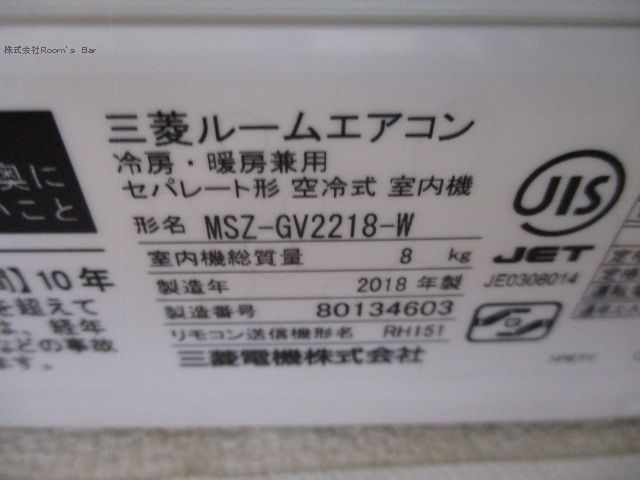 株式会社Room's Bar
三菱ルームエアコン
冷房・暖房兼用
セパレート形 空冷式 室内機
形名 MSZ-GV2218-W
室内機総質量 8 kg
製造年 2018 年製
製造番号 80134603
リモコン送信機形名 RH151
三菱電機株式会社
JIS
JET
JE0308014
奥に
いこと
】10年
を超えて
は、経年
などの事故
ます。